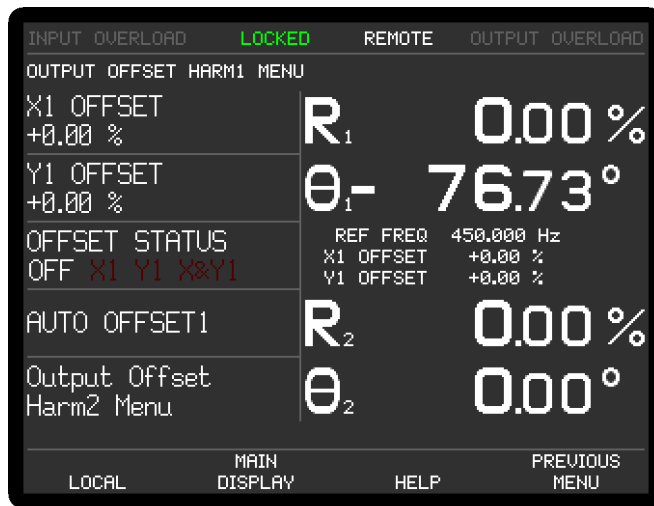 INPUT OVERLOAD LOCKED REMOTE OUTPUT OVERLOAD
OUTPUT OFFSET HARM1 MENU
X1 OFFSET
+0.00 %
R1 0.00 %
Y1 OFFSET
+0.00 %
θ1- 76.73°
OFFSET STATUS
OFF X1 Y1 X&Y1
REF FREQ 450.000 Hz
X1 OFFSET +0.00 %
Y1 OFFSET +0.00 %
AUTO OFFSET1
R2 0.00 %
Output Offset
Harm2 Menu
θ2 0.00°
LOCAL
MAIN
DISPLAY
HELP
PREVIOUS
MENU